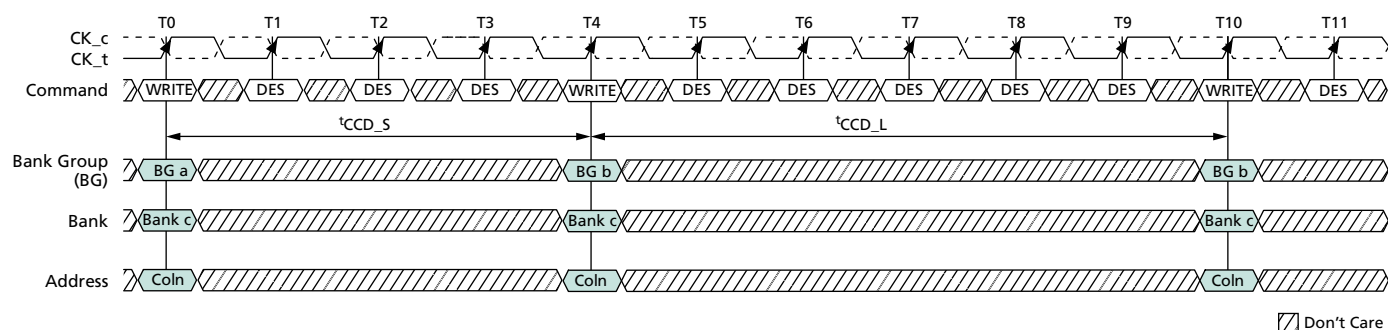 T0 T1 T2 T3 T4 T5 T6 T7 T8 T9 T10 T11
CK_c
CK_t
Command WRITE DES DES DES WRITE DES DES DES DES DES WRITE DES
tCCD_S tCCD_L
Bank Group
(BG)
BG a BG b BG b
Bank Bank c Bank c Bank c
Address Coln Coln Coln
Don't Care